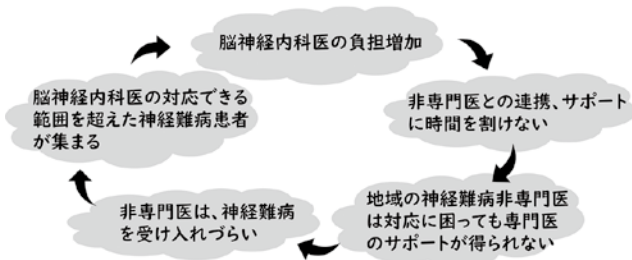 脳神経内科医の負担増加
非専門医との連携、サポート
に時間を割けない
地域の神経難病非専門医
は対応に困っても専門医
のサポートが得られない
非専門医は、神経難病
を受け入れづらい
脳神経内科医の対応できる
範囲を超えた神経難病患者
が集まる